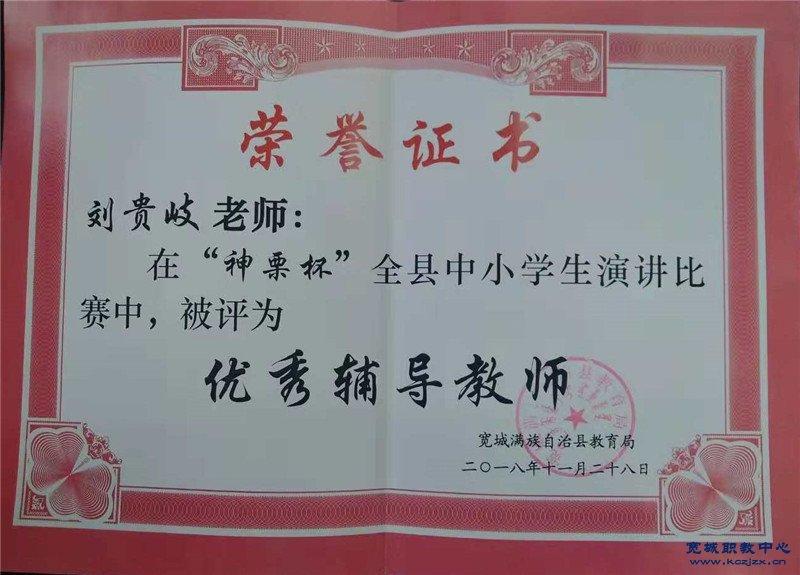 荣誉证书
刘贵岐老师：
在“神栗杯”全县中小学生演讲比
赛中，被评为
优秀辅导教师
宽城满族自治县教育局
二〇一八年十一月二十八日
宽城职教中心
www.kczjzx.cn